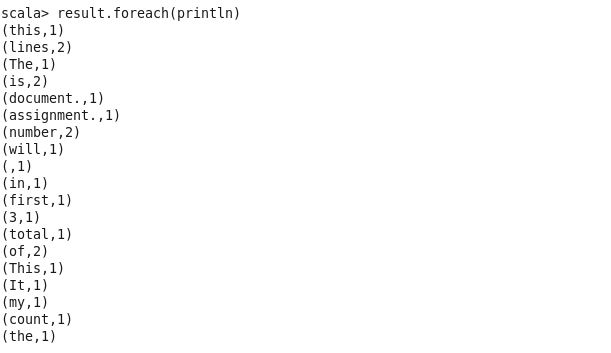 scala> result.foreach(println)
(this,1)
(lines,2)
(The,1)
(is,2)
(document.,1)
(assignment.,1)
(number,2)
(will,1)
(,1)
(in,1)
(first,1)
(3,1)
(total,1)
(of,2)
(This,1)
(It,1)
(my,1)
(count,1)
(the,1)